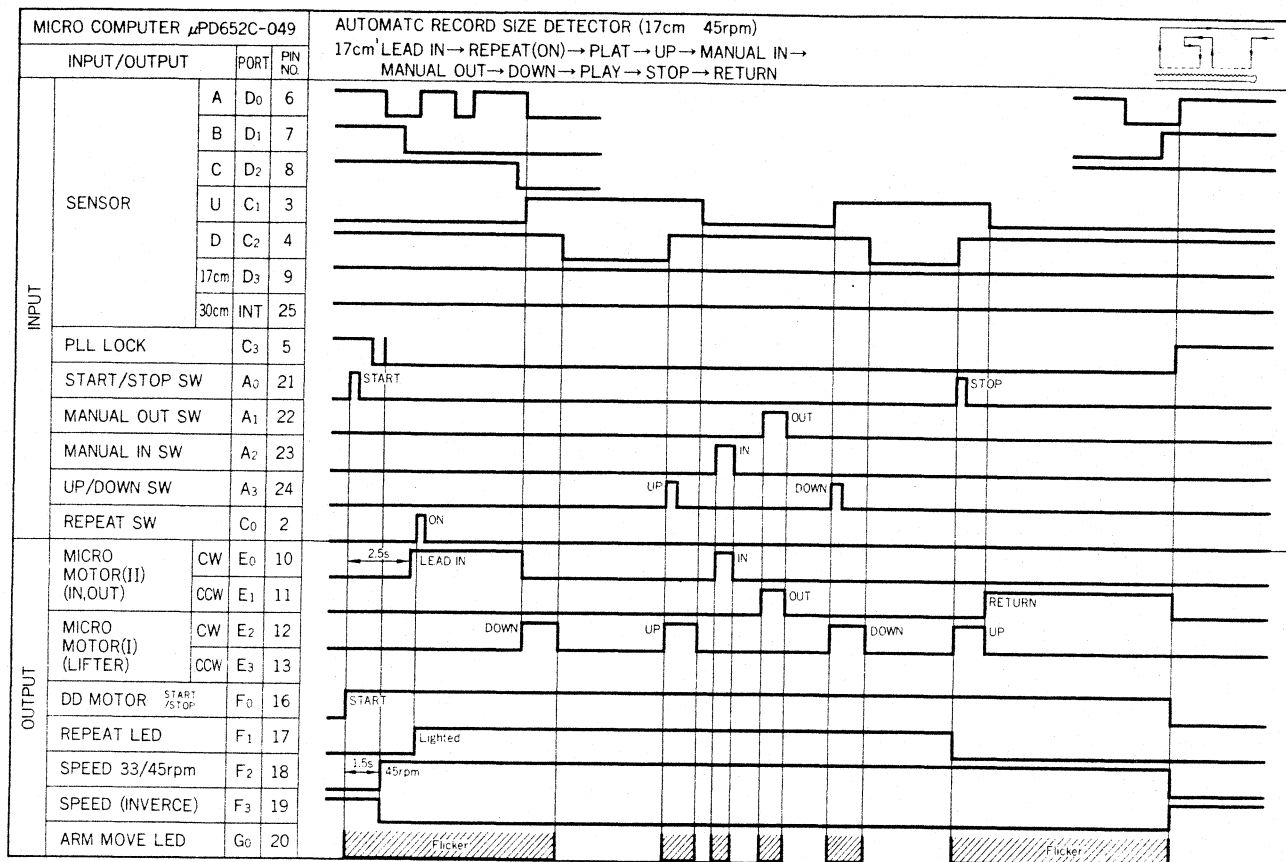 MICRO COMPUTER μPD652C-049
AUTOMATC RECORD SIZE DETECTOR (17cm 45rpm)
17cm LEAD IN→REPEAT(ON)→PLAT→UP→MANUAL IN→
MANUAL OUT→DOWN→PLAY→STOP→RETURN
INPUT/OUTPUT PORT PIN NO.
INPUT
SENSOR
A D0 6
B D1 7
C D2 8
U C1 3
D C2 4
17cm D3 9
30cm INT 25
PLL LOCK C3 5
START/STOP SW A0 21 START STOP
MANUAL OUT SW A1 22 OUT
MANUAL IN SW A2 23 IN
UP/DOWN SW A3 24 UP DOWN
REPEAT SW C0 2 ON
OUTPUT
MICRO MOTOR(II) (IN,OUT)
CW E0 10 2.5s LEAD IN IN
CCW E1 11 OUT RETURN
MICRO MOTOR(I) (LIFTER)
CW E2 12 DOWN UP DOWN UP
CCW E3 13
DD MOTOR START/STOP F0 16 START
REPEAT LED F1 17 Lighted
SPEED 33/45rpm F2 18 1.5s 45rpm
SPEED (INVERCE) F3 19
ARM MOVE LED G0 20 Flicker Flicker